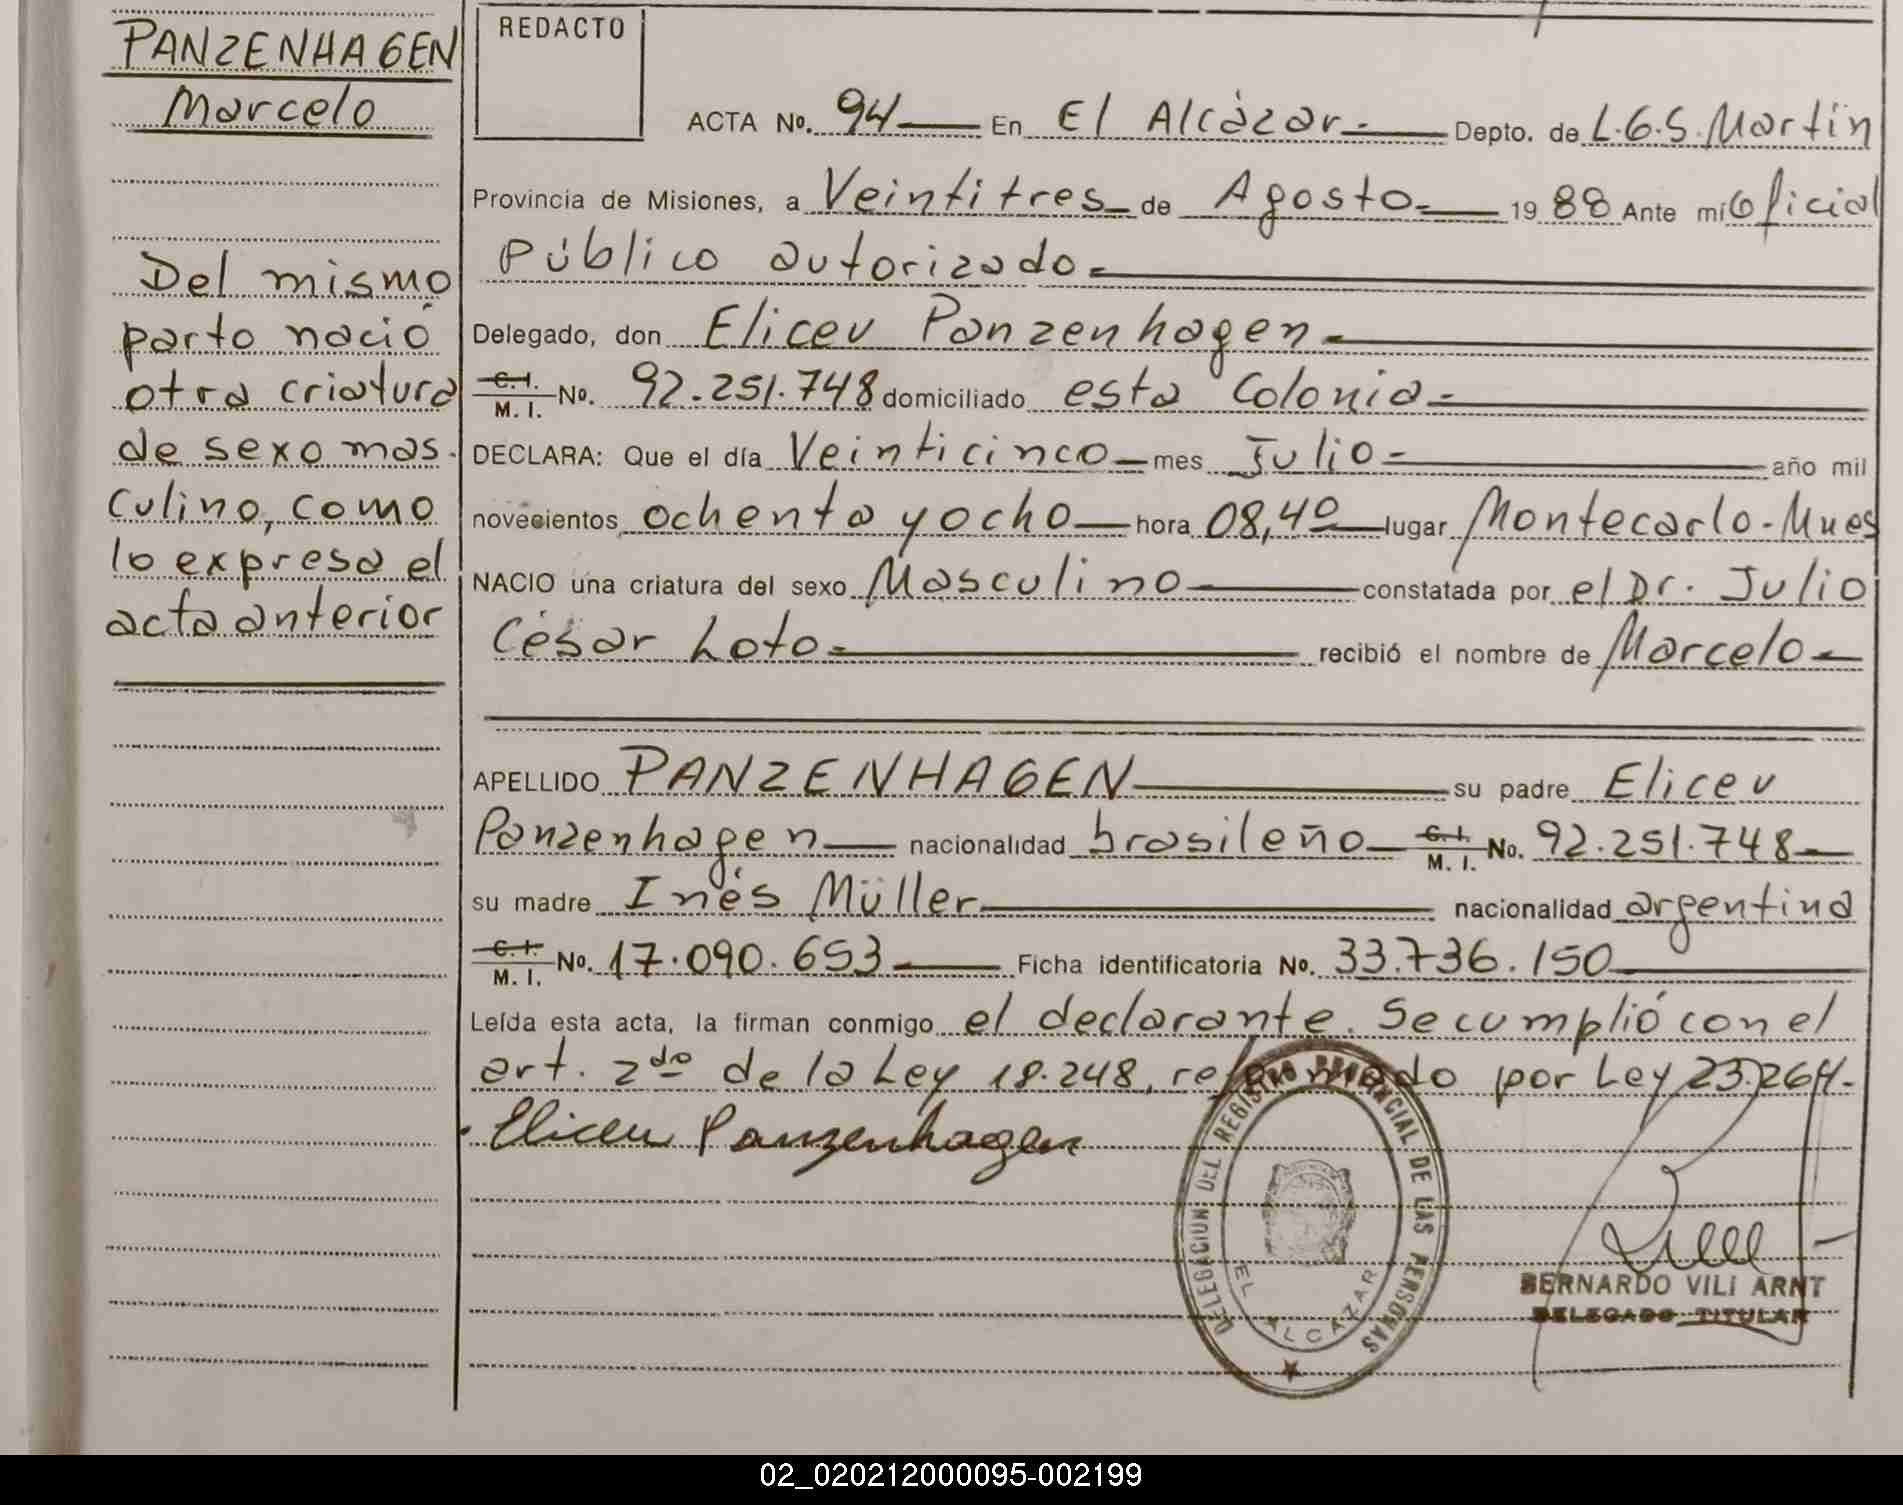 PANZENHAGEN
Marcelo
Del mismo
parto nació
otra criatura
de sexo mas-
culino, como
lo expresa el
acta anterior
REDACTO
ACTA No. 94 En El Alcázar.- Depto. de L.G.S. Martín
Provincia de Misiones, a Veintitres de Agosto 1988 Ante mí Oficial
Público autorizado
Delegado, don Eliceu Panzenhagen
C.I. M.I. No. 92.251.748 domiciliado esta Colonia
DECLARA: Que el día Veinticinco mes Julio año mil
novecientos ochenta y ocho hora 08,40 lugar Montecarlo-Mnes
NACIO una criatura del sexo Masculino constatada por el Dr. Julio
César Loto recibió el nombre de Marcelo
APELLIDO PANZENHAGEN su padre Eliceu
Panzenhagen nacionalidad brasileño C.I. M.I. No. 92.251.748
su madre Inés Müller nacionalidad argentina
C.I. M.I. No. 17.090.653 Ficha identificatoria No. 33.736.150
Leída esta acta, la firman conmigo el declarante. Se cumplió con el
art. 2do de la Ley 18.248, reformado por Ley 23.264.-
Eliceu Panzenhagen
DELEGACION DEL REGISTRO PROVINCIAL DE LAS PERSONAS
EL ALCAZAR
BERNARDO VILI ARNT
DELEGADO TITULAR
02_020212000095-002199